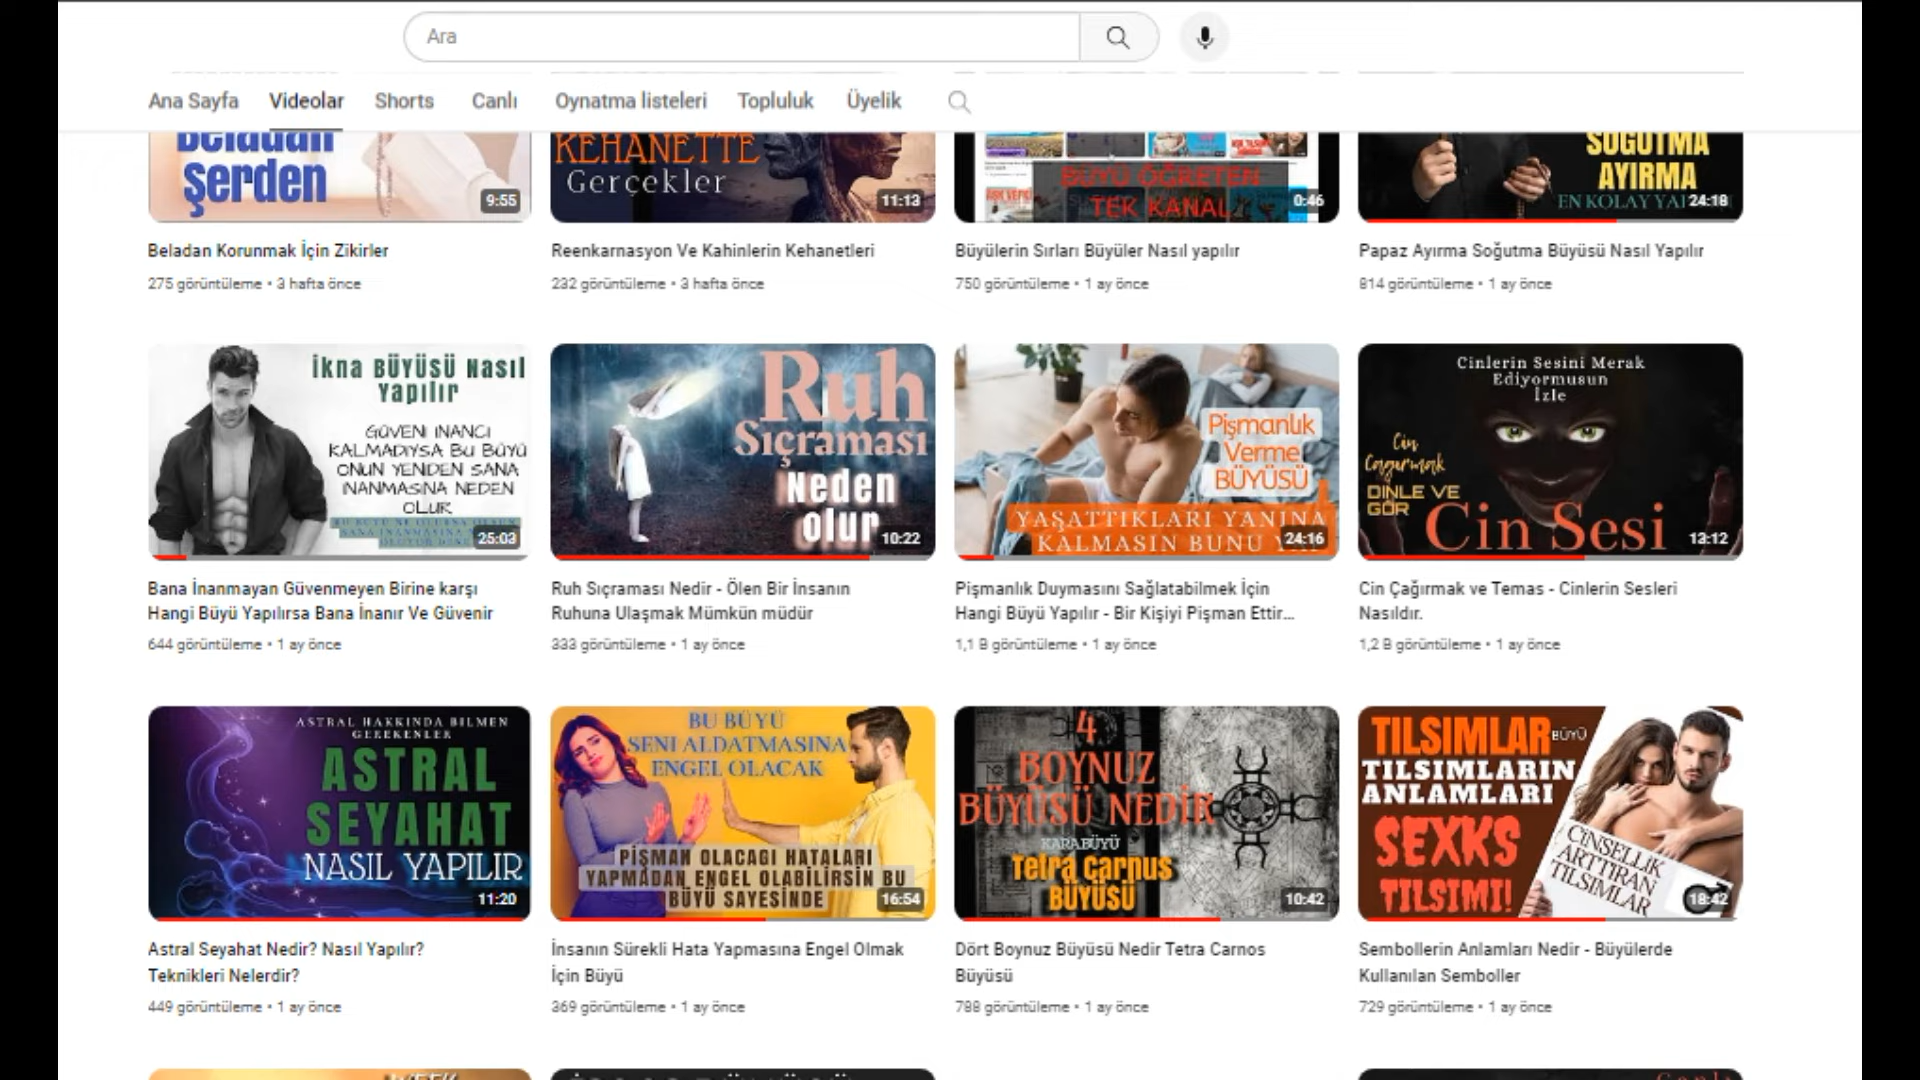 Ara
Ana Sayfa
Videolar
Shorts
Canlı
Oynatma listeleri
Topluluk
Üyelik
Beladan
Şerden
9:55
KEHANETTE
Gerçekler
11:13
BÜYÜ ÖĞRETEN
TEK KANAL
0:46
SOĞUTMA
AYIRMA
EN KOLAY
24:18
Beladan Korunmak İçin Zikirler
275 görüntüleme • 3 hafta önce
Reenkarnasyon Ve Kahinlerin Kehanetleri
232 görüntüleme • 3 hafta önce
Büyülerin Sırları Büyüler Nasıl yapılır
750 görüntüleme • 1 ay önce
Papaz Ayırma Soğutma Büyüsü Nasıl Yapılır
814 görüntüleme • 1 ay önce
İkna BÜYÜSÜ Nasıl
Yapılır
GÜVENİ İNANCI
KALMADIYSA BU BÜYÜ
ONUN YENİDEN SANA
İNANMASINA NEDEN
OLUR
25:03
Ruh
Sıçraması
Neden
olur
10:22
Pişmanlık
Verme
BÜYÜSÜ
YAŞATTIKLARI YANINA
KALMASIN BUNU
24:16
Cinlerin Sesini Merak
Ediyormusun
İzle
Cin
Çağırmak
DINLE VE
GÖR
Cin Sesi
13:12
Bana İnanmayan Güvenmeyen Birine karşı
Hangi Büyü Yapılırsa Bana İnanır Ve Güvenir
644 görüntüleme • 1 ay önce
Ruh Sıçraması Nedir - Ölen Bir İnsanın
Ruhuna Ulaşmak Mümkün müdür
333 görüntüleme • 1 ay önce
Pişmanlık Duymasını Sağlatabilmek İçin
Hangi Büyü Yapılır - Bir Kişiyi Pişman Ettir...
1,1 B görüntüleme • 1 ay önce
Cin Çağırmak ve Temas - Cinlerin Sesleri
Nasıldır.
1,2 B görüntüleme • 1 ay önce
ASTRAL HAKKINDA BILMEN
GEREKENLER
ASTRAL
SEYAHAT
NASIL YAPILIR
11:20
BU BÜYÜ
SENI ALDATMASINA
ENGEL OLACAK
PİŞMAN OLACAGI HATALARI
YAPMADAN ENGEL OLABİLİRSİN BU
BÜYÜ SAYESİNDE
16:54
4
BOYNUZ
BÜYÜSÜ NEDİR
KARABÜYÜ
Tetra Carnus
BÜYÜSÜ
10:42
TILSIMLAR BÜYÜ
TILSIMLARIN
ANLAMLARI
SEXKS
TILSIMI!
CİNSELLİK
ARTTIRAN
TILSIMLAR
18:42
Astral Seyahat Nedir? Nasıl Yapılır?
Teknikleri Nelerdir?
449 görüntüleme • 1 ay önce
İnsanın Sürekli Hata Yapmasına Engel Olmak
İçin Büyü
369 görüntüleme • 1 ay önce
Dört Boynuz Büyüsü Nedir Tetra Carnos
Büyüsü
788 görüntüleme • 1 ay önce
Sembollerin Anlamları Nedir - Büyülerde
Kullanılan Semboller
729 görüntüleme • 1 ay önce